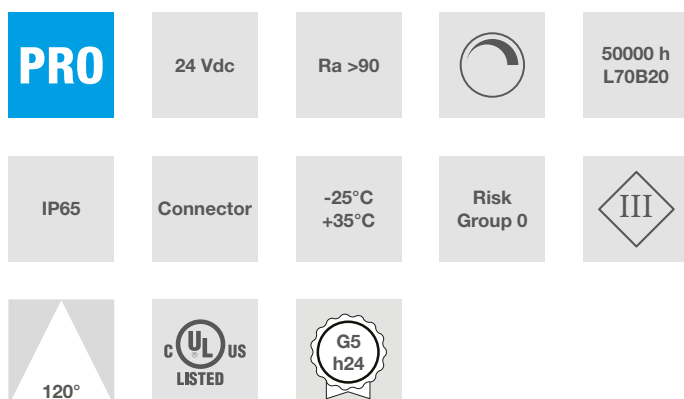 PRO
24 Vdc
Ra >90
50000 h
L70B20
IP65
Connector
-25°C
+35°C
Risk
Group 0
III
120°
C UL US
®
LISTED
G5
h24